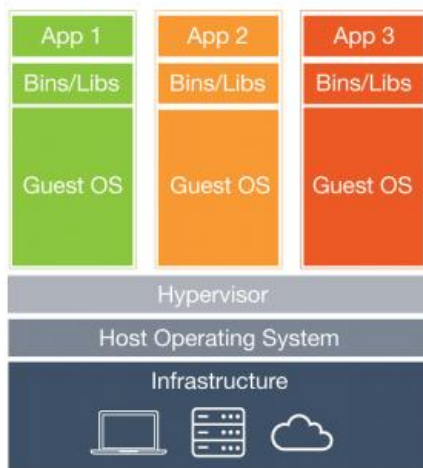 App 1
App 2
App 3
Bins/Libs
Bins/Libs
Bins/Libs
Guest OS
Guest OS
Guest OS
Hypervisor
Host Operating System
Infrastructure